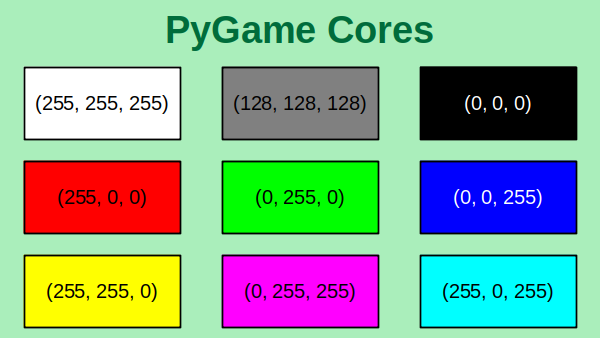 PyGame Cores
(255, 255, 255) (128, 128, 128) (0, 0, 0)
(255, 0, 0) (0, 255, 0) (0, 0, 255)
(255, 255, 0) (0, 255, 255) (255, 0, 255)